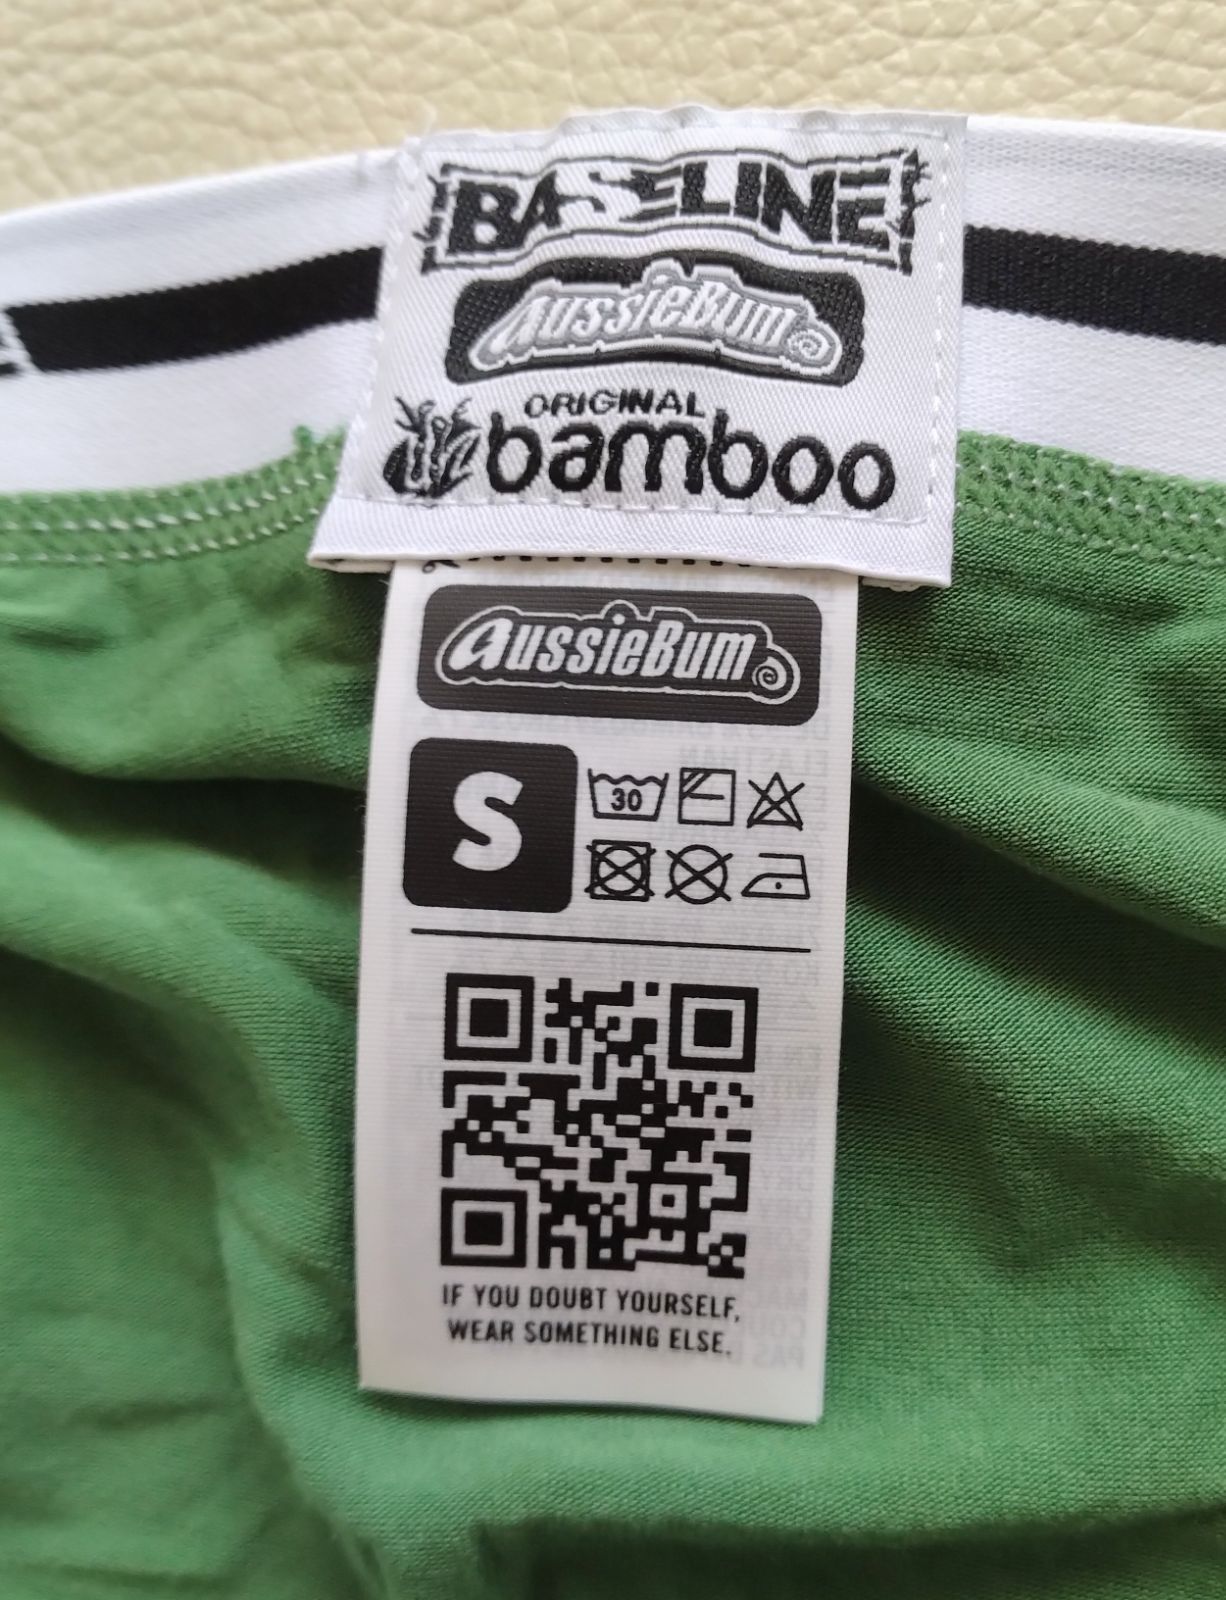 BASELINE
aussieBum
ORIGINAL
bamboo
aussieBum
S
30
IF YOU DOUBT YOURSELF,
WEAR SOMETHING ELSE.